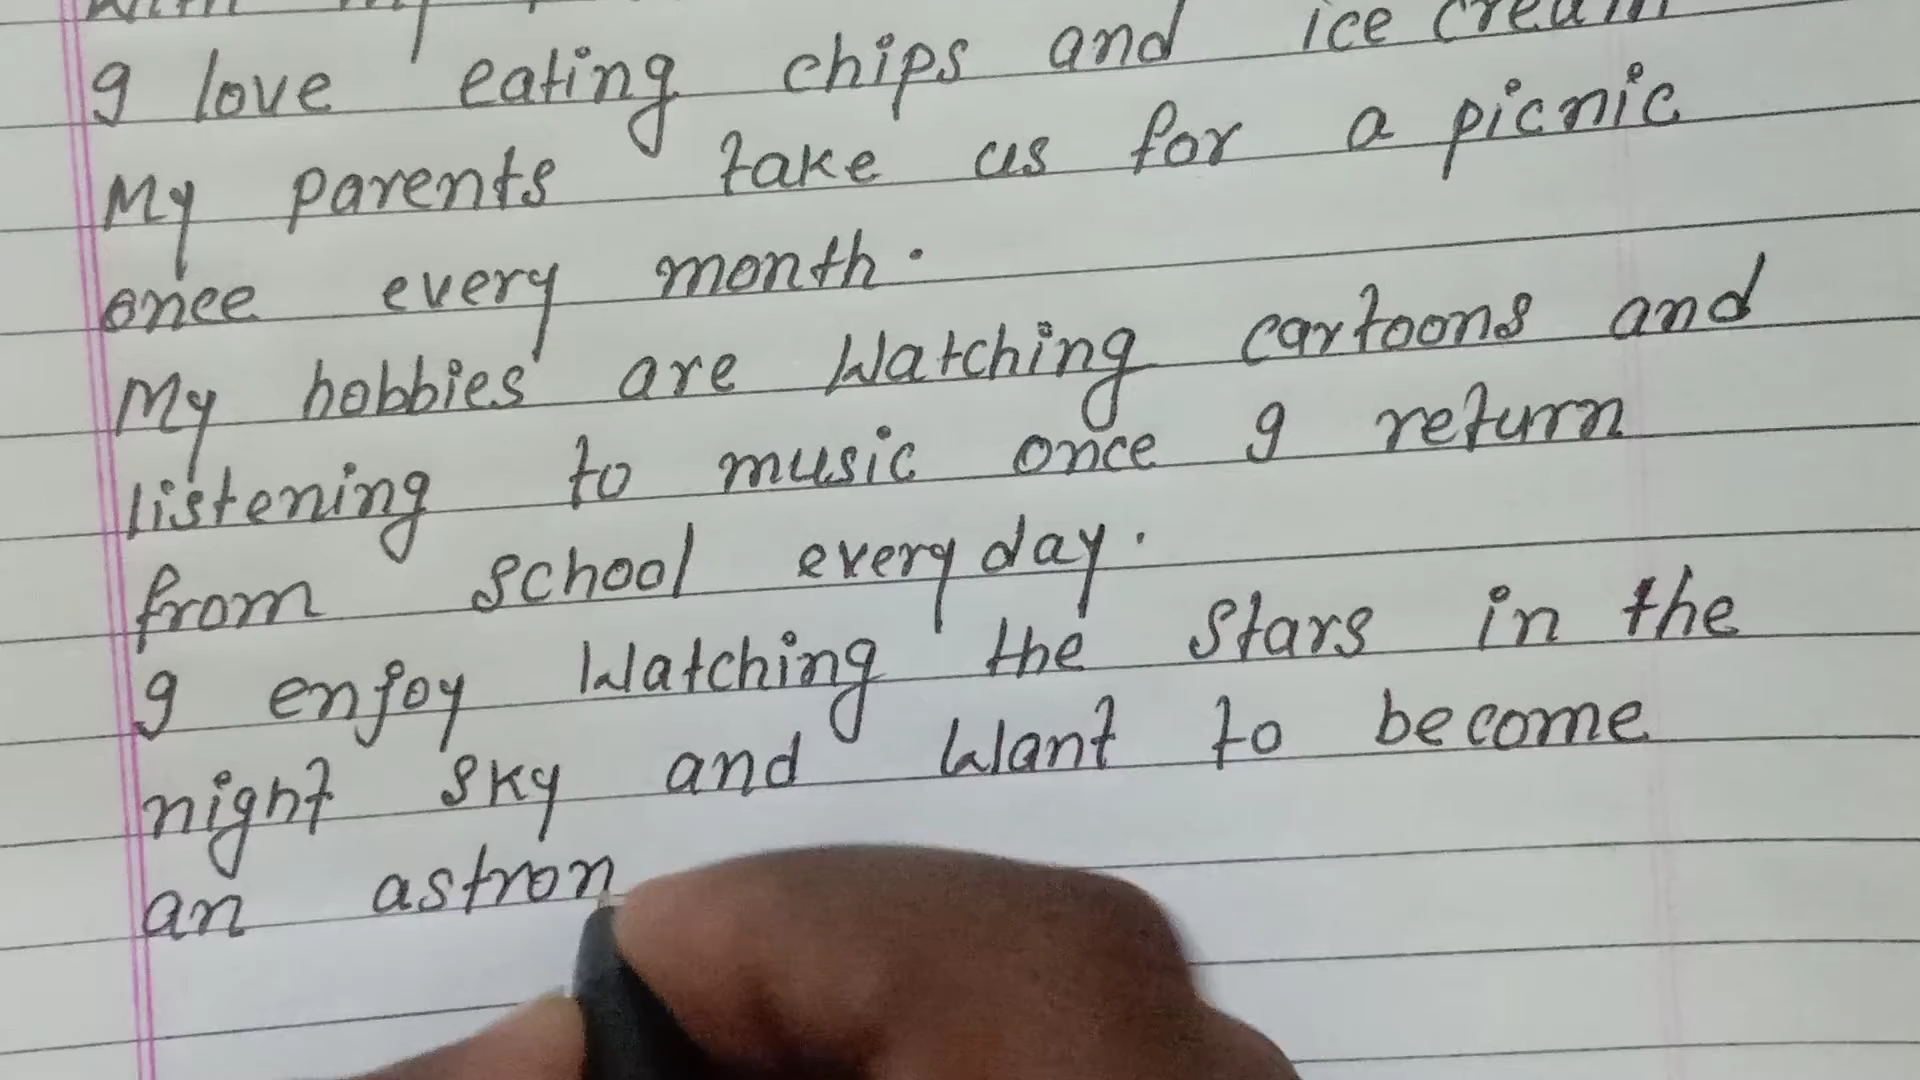 I love eating chips and ice cream
My parents take us for a picnic
once every month.
My hobbies are Watching cartoons and
listening to music once I return
from school everyday.
I enjoy Watching the Stars in the
night sky and Want to become
an astron